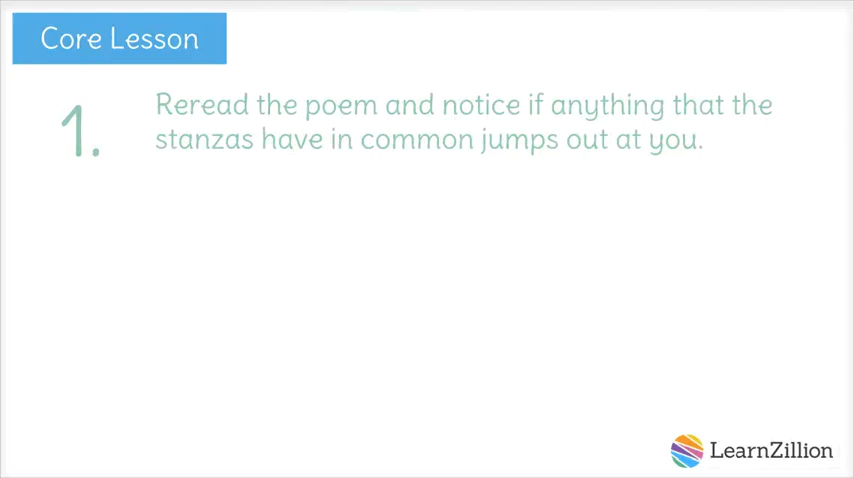 Core Lesson
1.
Reread the poem and notice if anything that the
stanzas have in common jumps out at you.
LearnZillion